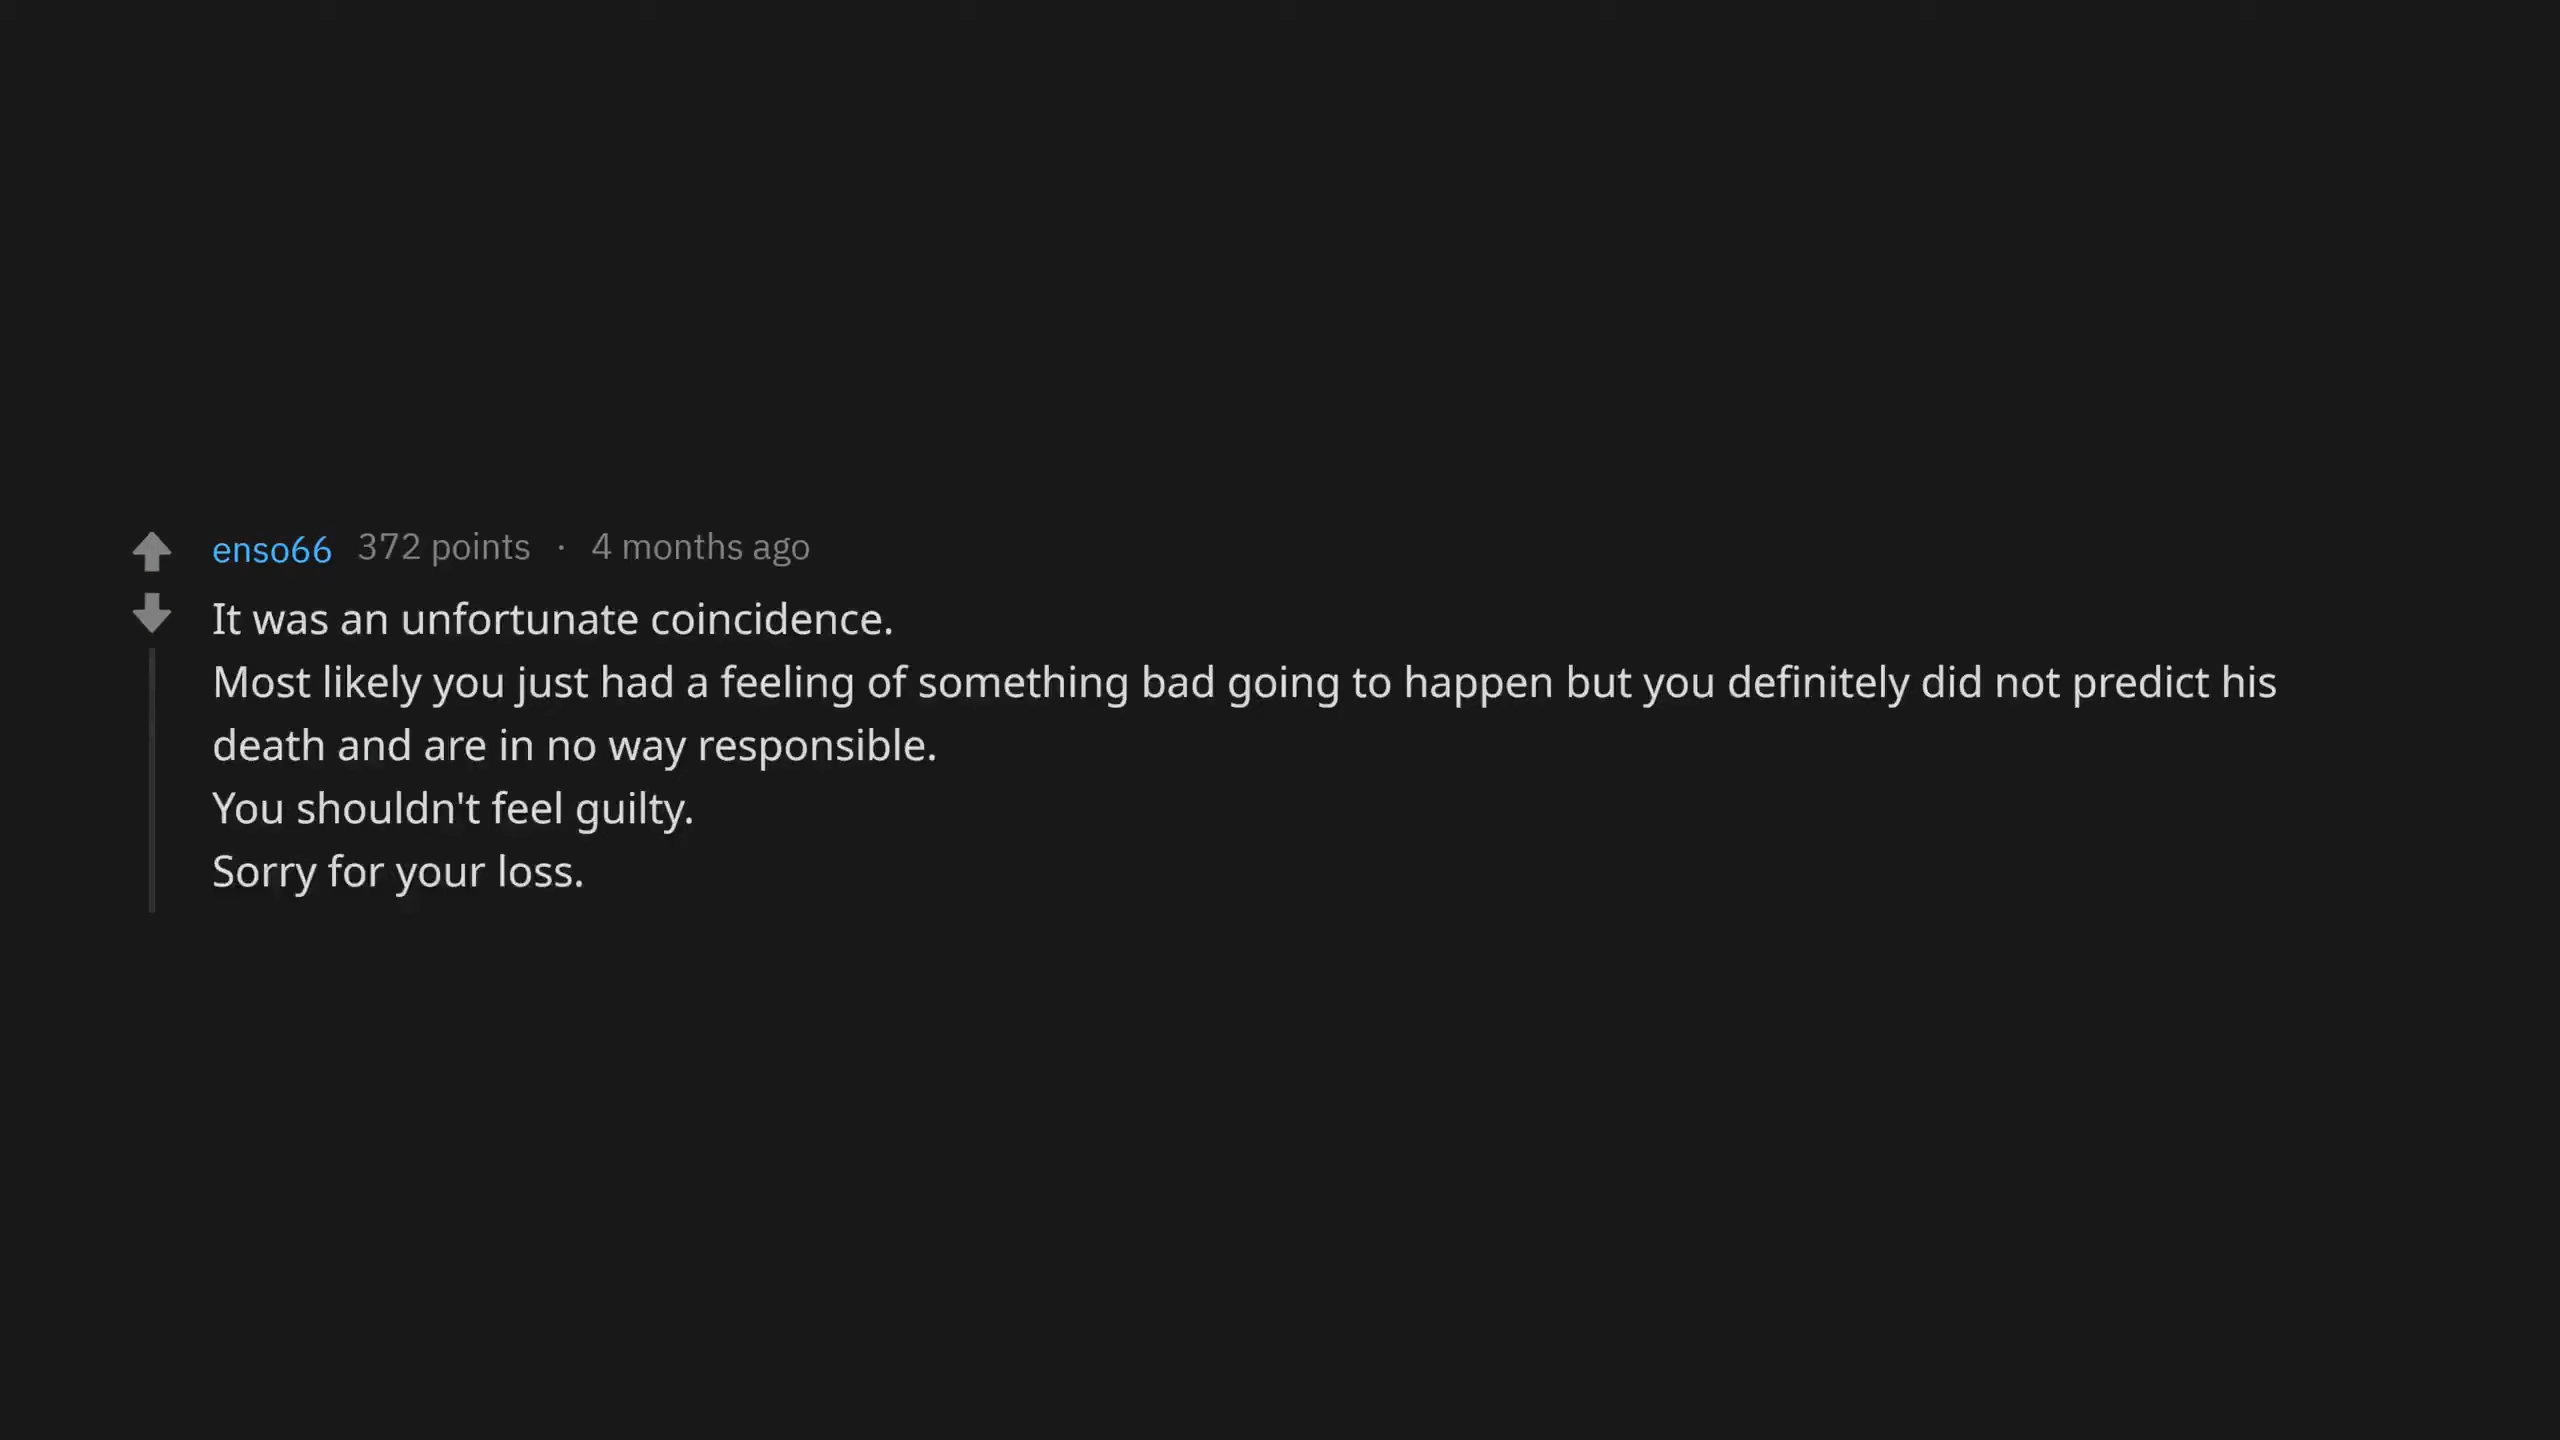 enso66 372 points · 4 months ago
It was an unfortunate coincidence.
Most likely you just had a feeling of something bad going to happen but you definitely did not predict his
death and are in no way responsible.
You shouldn't feel guilty.
Sorry for your loss.